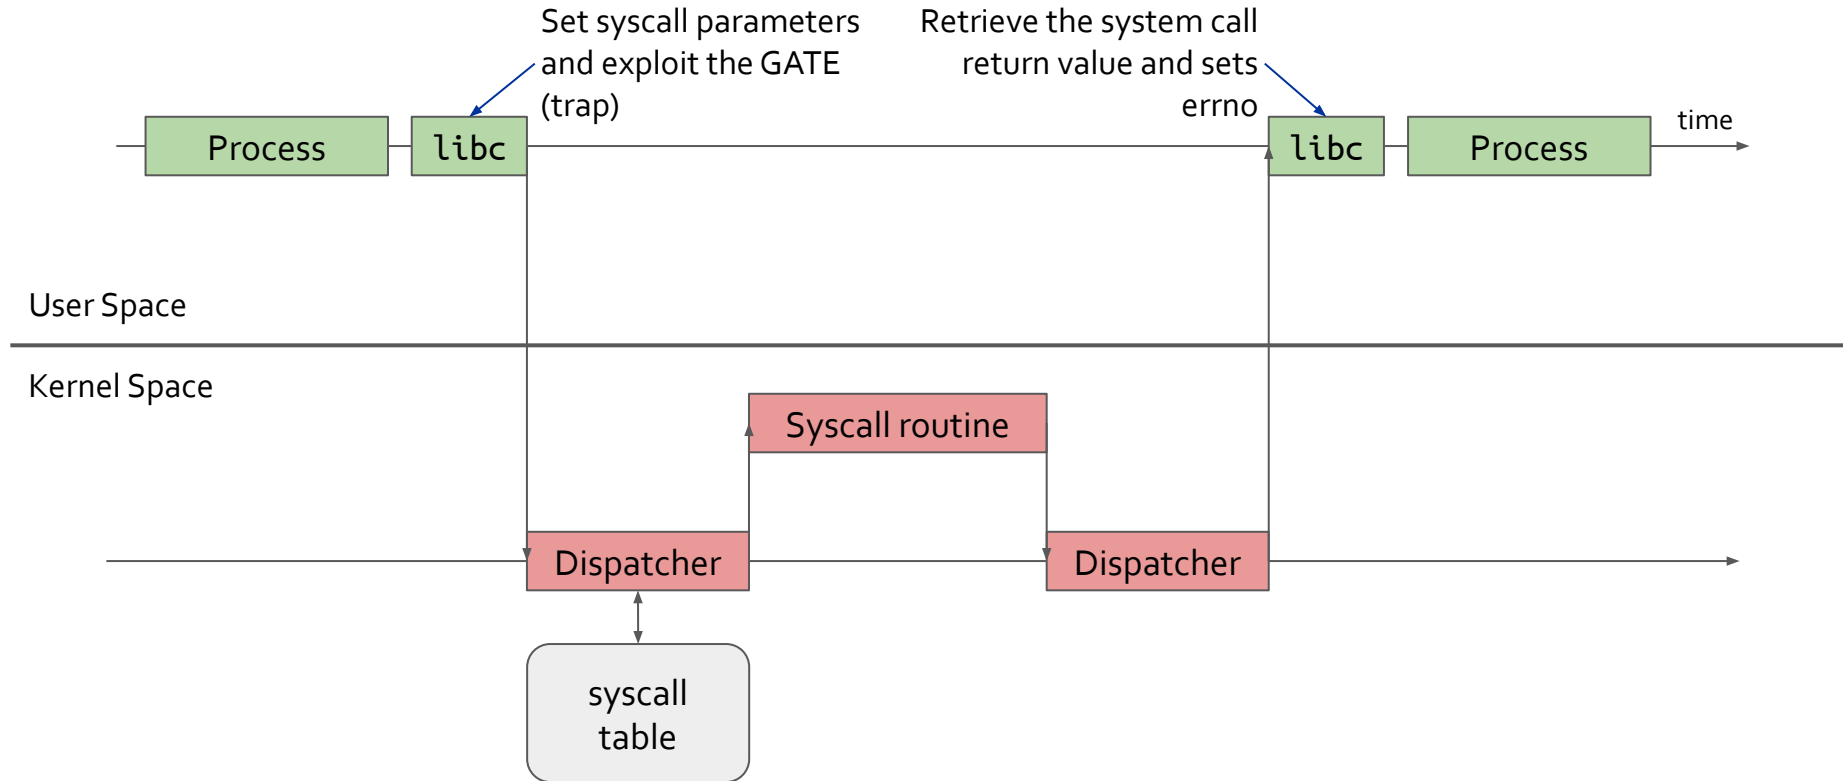 Set syscall parameters
and exploit the GATE
(trap)
Retrieve the system call
return value and sets
errno
time
Process
libc
libc
Process
User Space
Kernel Space
Syscall routine
Dispatcher
Dispatcher
syscall
table